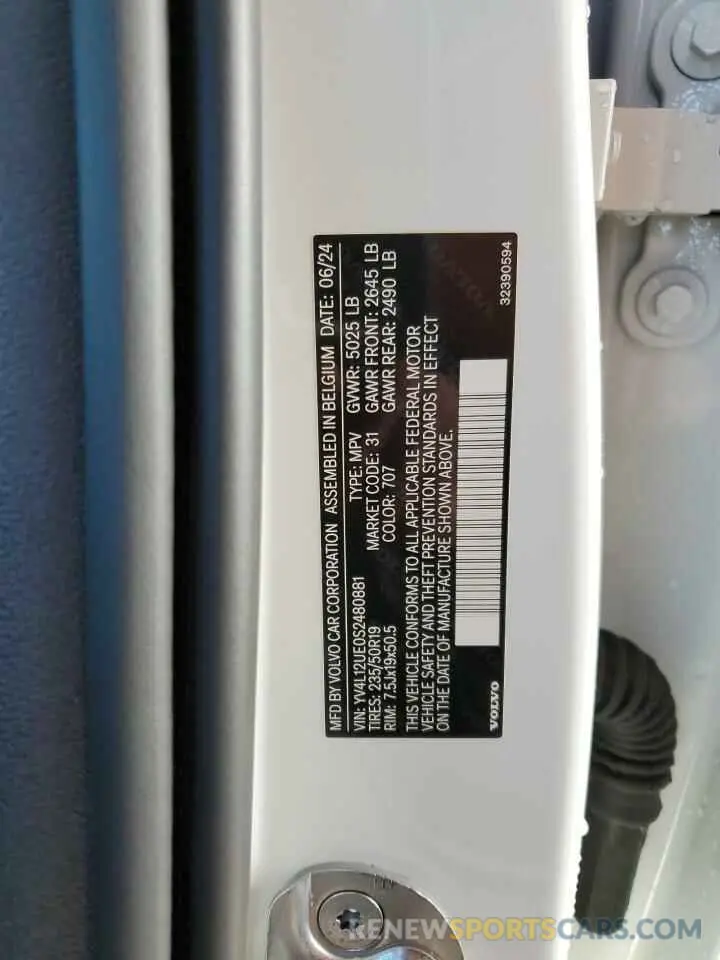 MFD BY VOLVO CAR CORPORATION ASSEMBLED IN BELGIUM DATE: 06/24
VIN: YV4L12UE0S2480881 TYPE: MPV GVWR: 5025 LB
TIRES: 235/50R19 MARKET CODE: 31 GAWR FRONT: 2645 LB
RIM: 7.5Jx19x50.5 COLOR: 707 GAWR REAR: 2490 LB
THIS VEHICLE CONFORMS TO ALL APPLICABLE FEDERAL MOTOR
VEHICLE SAFETY AND THEFT PREVENTION STANDARDS IN EFFECT
ON THE DATE OF MANUFACTURE SHOWN ABOVE.
VOLVO 32390594
RENEWSPORTSCARS.COM